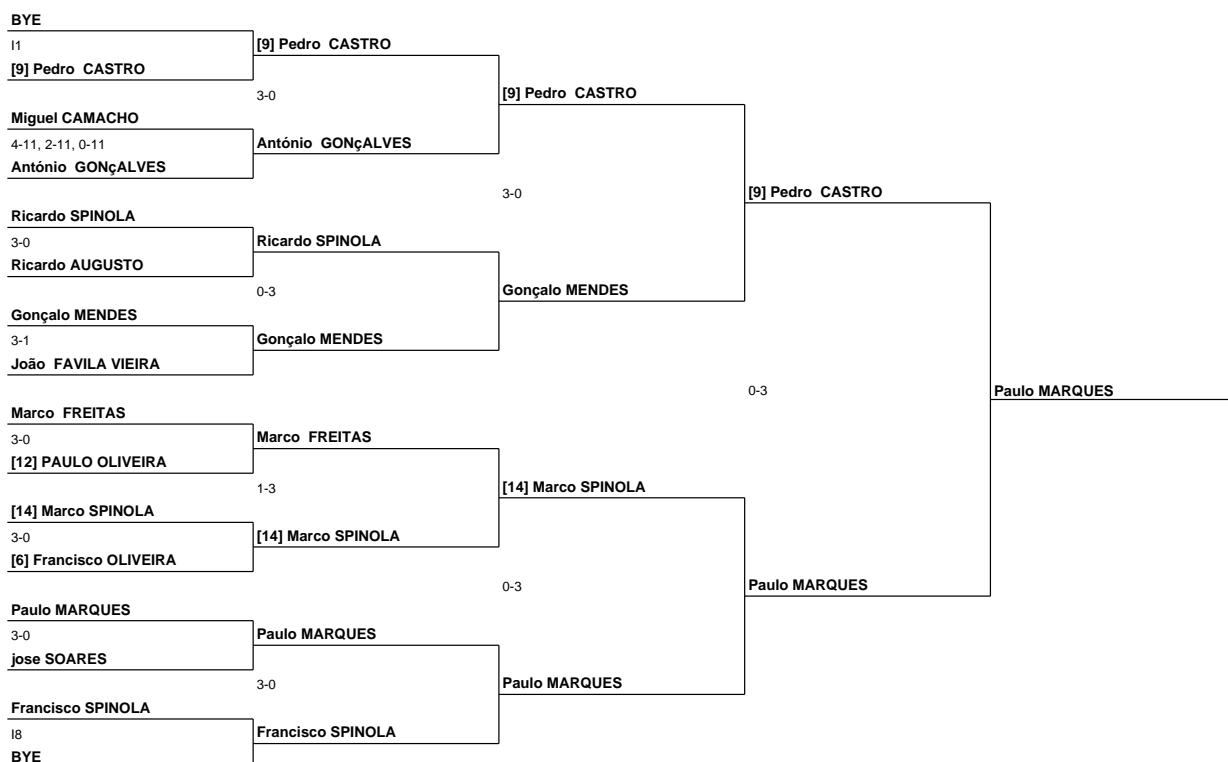 BYE
I1
[9] Pedro CASTRO
[9] Pedro CASTRO
3-0
[9] Pedro CASTRO
Miguel CAMACHO
4-11, 2-11, 0-11
António GONçALVES
António GONçALVES
3-0
[9] Pedro CASTRO
Ricardo SPINOLA
3-0
Ricardo SPINOLA
Ricardo AUGUSTO
0-3
Gonçalo MENDES
Gonçalo MENDES
3-1
Gonçalo MENDES
João FAVILA VIEIRA
0-3
Paulo MARQUES
Marco FREITAS
3-0
Marco FREITAS
[12] PAULO OLIVEIRA
1-3
[14] Marco SPINOLA
[14] Marco SPINOLA
3-0
[14] Marco SPINOLA
[6] Francisco OLIVEIRA
0-3
Paulo MARQUES
Paulo MARQUES
3-0
Paulo MARQUES
jose SOARES
3-0
Paulo MARQUES
Francisco SPINOLA
I8
Francisco SPINOLA
BYE